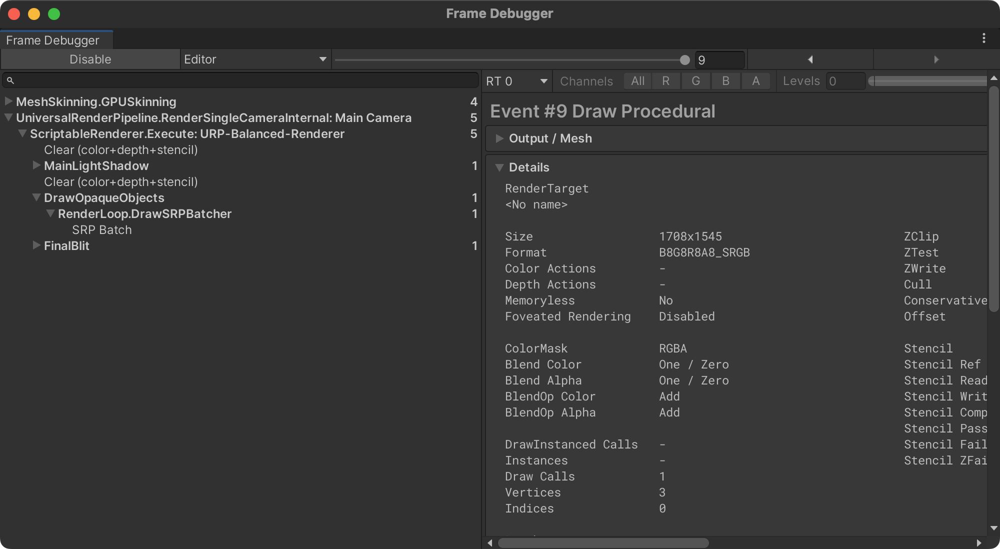 Frame Debugger
Frame Debugger
Disable
Editor
9
RT 0
Channels
All
R
G
B
A
Levels
0
MeshSkinning.GPUSkinning 4
UniversalRenderPipeline.RenderSingleCameraInternal: Main Camera 5
ScriptableRenderer.Execute: URP-Balanced-Renderer 5
Clear (color+depth+stencil)
MainLightShadow 1
Clear (color+depth+stencil)
DrawOpaqueObjects 1
RenderLoop.DrawSRPBatcher 1
SRP Batch
FinalBlit 1
Event #9 Draw Procedural
Output / Mesh
Details
RenderTarget
<No name>
Size 1708x1545 ZClip
Format B8G8R8A8_SRGB ZTest
Color Actions - ZWrite
Depth Actions - Cull
Memoryless No Conservative
Foveated Rendering Disabled Offset
ColorMask RGBA Stencil
Blend Color One / Zero Stencil Ref
Blend Alpha One / Zero Stencil Read
BlendOp Color Add Stencil Writ
BlendOp Alpha Add Stencil Comp
Stencil Pass
DrawInstanced Calls - Stencil Fail
Instances - Stencil ZFai
Draw Calls 1
Vertices 3
Indices 0